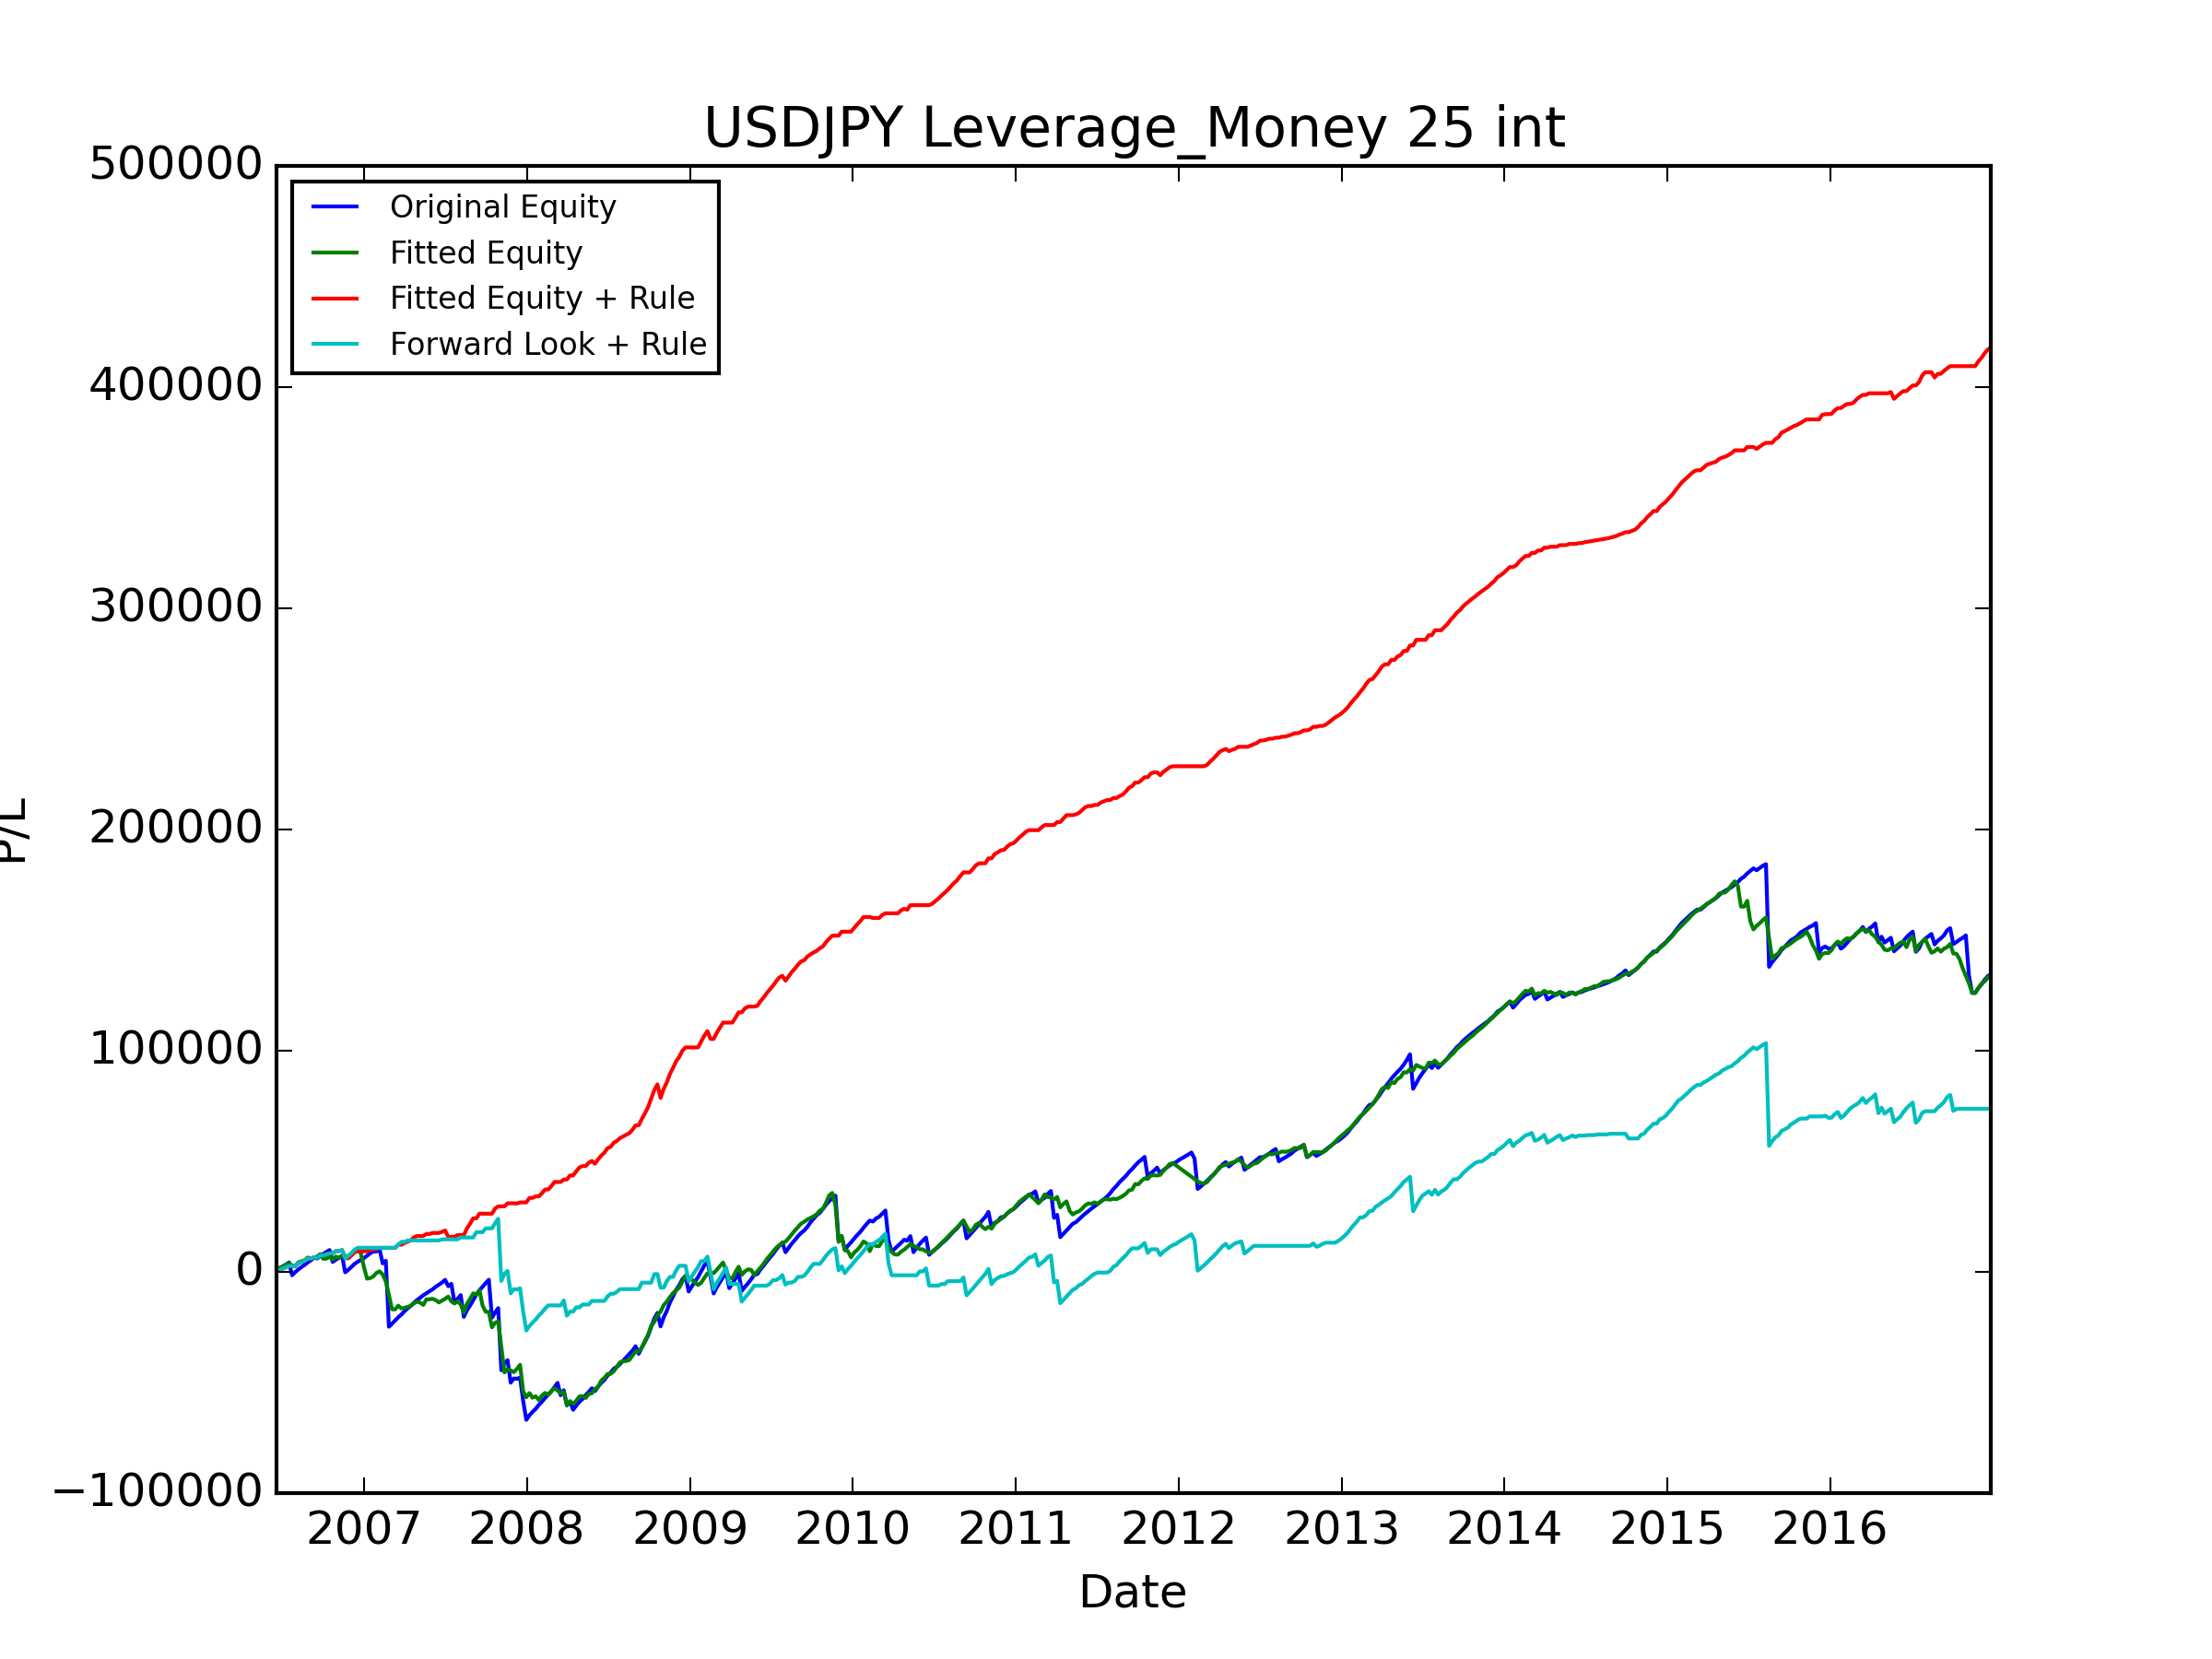 USDJPY Leverage_Money 25 int
500000
400000
300000
200000
100000
0
−100000
P/L
Original Equity
Fitted Equity
Fitted Equity + Rule
Forward Look + Rule
2007 2008 2009 2010 2011 2012 2013 2014 2015 2016
Date